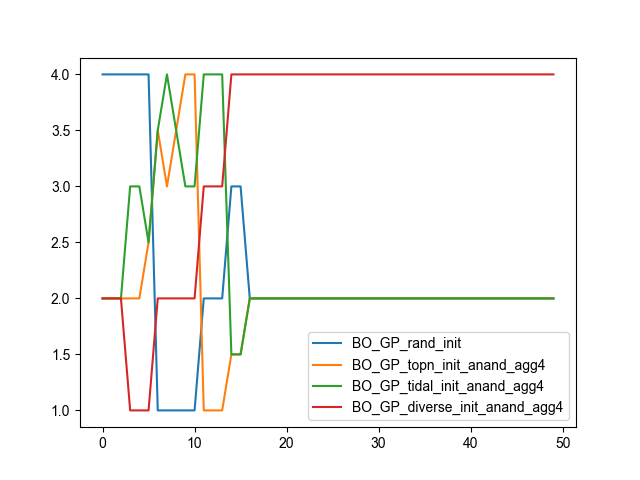 4.0
3.5
3.0
2.5
2.0
1.5
1.0
0 10 20 30 40 50
BO_GP_rand_init
BO_GP_topn_init_anand_agg4
BO_GP_tidal_init_anand_agg4
BO_GP_diverse_init_anand_agg4